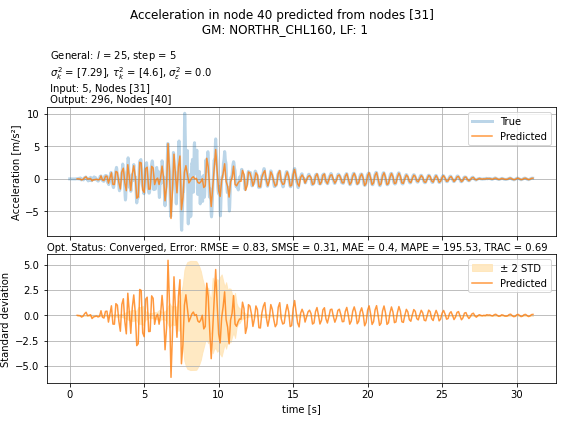 Acceleration in node 40 predicted from nodes [31]
GM: NORTHR_CHL160, LF: 1
General: l = 25, step = 5
σ²ₖ = [7.29], τ²ₖ = [4.6], σ²ε = 0.0
Input: 5, Nodes [31]
Output: 296, Nodes [40]
Acceleration [m/s²]
10
5
0
−5
True
Predicted
Opt. Status: Converged, Error: RMSE = 0.83, SMSE = 0.31, MAE = 0.4, MAPE = 195.53, TRAC = 0.69
Standard deviation
5.0
2.5
0.0
−2.5
−5.0
± 2 STD
Predicted
0 5 10 15 20 25 30
time [s]